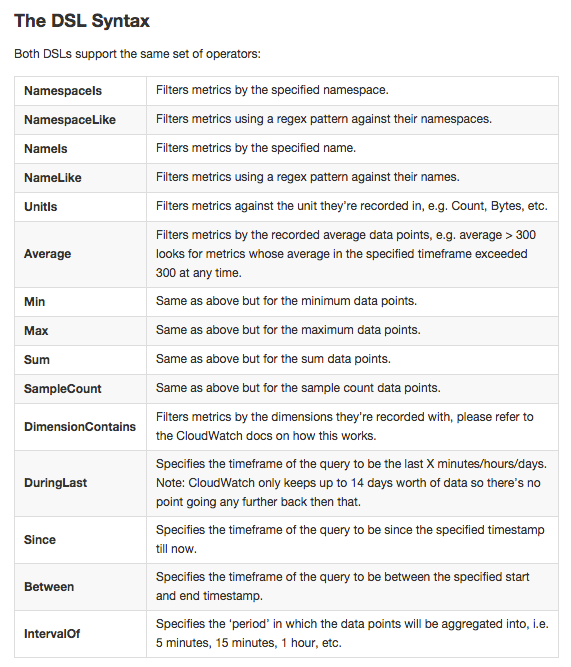 The DSL Syntax
Both DSLs support the same set of operators:
NamespaceIs Filters metrics by the specified namespace.
NamespaceLike Filters metrics using a regex pattern against their namespaces.
NameIs Filters metrics by the specified name.
NameLike Filters metrics using a regex pattern against their names.
UnitIs Filters metrics against the unit they're recorded in, e.g. Count, Bytes, etc.
Average Filters metrics by the recorded average data points, e.g. average > 300
looks for metrics whose average in the specified timeframe exceeded
300 at any time.
Min Same as above but for the minimum data points.
Max Same as above but for the maximum data points.
Sum Same as above but for the sum data points.
SampleCount Same as above but for the sample count data points.
DimensionContains Filters metrics by the dimensions they're recorded with, please refer to
the CloudWatch docs on how this works.
DuringLast Specifies the timeframe of the query to be the last X minutes/hours/days.
Note: CloudWatch only keeps up to 14 days worth of data so there's no
point going any further back then that.
Since Specifies the timeframe of the query to be since the specified timestamp
till now.
Between Specifies the timeframe of the query to be between the specified start
and end timestamp.
IntervalOf Specifies the ‘period’ in which the data points will be aggregated into, i.e.
5 minutes, 15 minutes, 1 hour, etc.